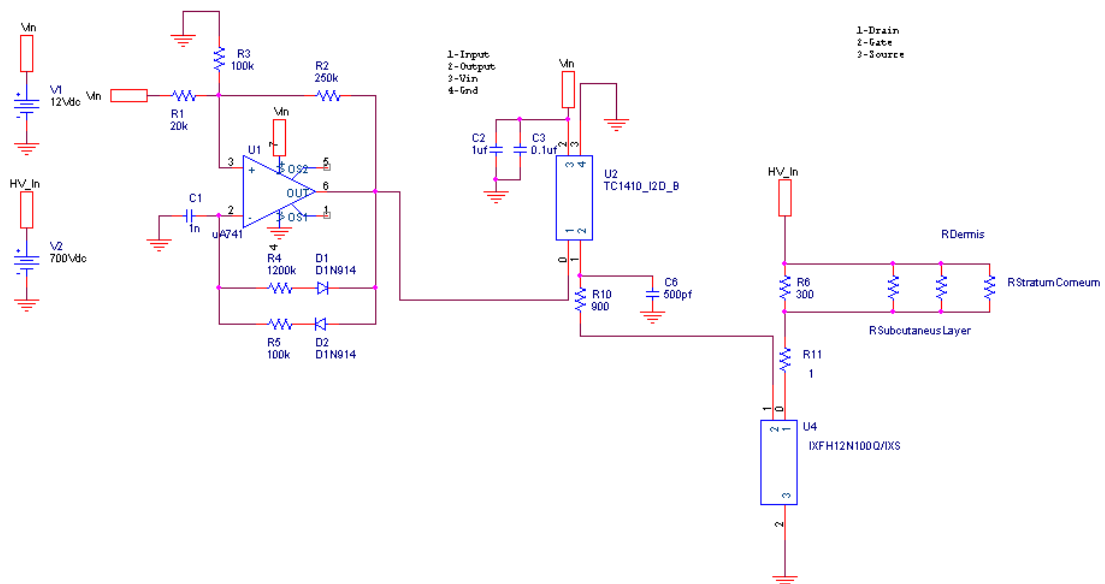 Vin
V1
12Vdc
HV_In
V2
700Vdc
Vin
R1
20k
R3
100k
R2
250k
Vin
U1
7
3
+
OS2
5
OUT
6
2
-
OS1
1
uA741
4
C1
1n
R4
1200k
D1
D1N914
R5
100k
D2
D1N914
1-Input
2-Output
3-Vin
4-Gnd
Vin
C2
1uf
C3
0.1uf
2
3
3
4
U2
TC1410_I2D_B
1
2
0
1
R10
900
C6
500pf
1-Drain
2-Gate
3-Source
HV_In
RDermis
R6
300
RStratumCorneum
RSubcutaneusLayer
R11
1
1
0
2
1
U4
IXFH12N100Q/IXS
3
2